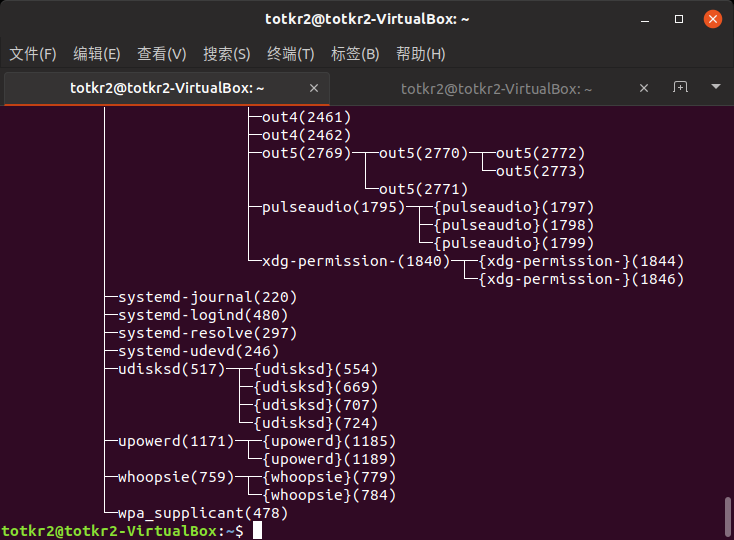 totkr2@totkr2-VirtualBox: ~
文件(F) 编辑(E) 查看(V) 搜索(S) 终端(T) 标签(B) 帮助(H)
totkr2@totkr2-VirtualBox: ~ × totkr2@totkr2-VirtualBox: ~ ×
├─out4(2461)
├─out4(2462)
├─out5(2769)─┬─out5(2770)─┬─out5(2772)
└─out5(2773)
└─out5(2771)
├─pulseaudio(1795)─┬─{pulseaudio}(1797)
├─{pulseaudio}(1798)
└─{pulseaudio}(1799)
└─xdg-permission-(1840)─┬─{xdg-permission-}(1844)
└─{xdg-permission-}(1846)
├─systemd-journal(220)
├─systemd-logind(480)
├─systemd-resolve(297)
├─systemd-udevd(246)
├─udisksd(517)─┬─{udisksd}(554)
├─{udisksd}(669)
├─{udisksd}(707)
└─{udisksd}(724)
├─upowerd(1171)─┬─{upowerd}(1185)
└─{upowerd}(1189)
├─whoopsie(759)─┬─{whoopsie}(779)
└─{whoopsie}(784)
└─wpa_supplicant(478)
totkr2@totkr2-VirtualBox:~$